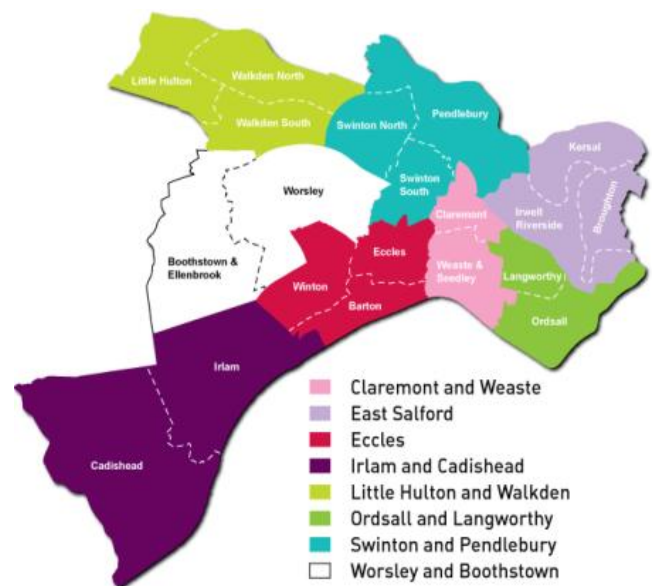 Little Hulton
Walkden North
Walkden South
Swinton North
Pendlebury
Swinton
South
Kersal
Broughton
Irwell
Riverside
Claremont
Worsley
Boothstown &
Ellenbrook
Eccles
Winton
Barton
Weaste &
Seedley
Langworthy
Ordsall
Irlam
Cadishead
Claremont and Weaste
East Salford
Eccles
Irlam and Cadishead
Little Hulton and Walkden
Ordsall and Langworthy
Swinton and Pendlebury
Worsley and Boothstown